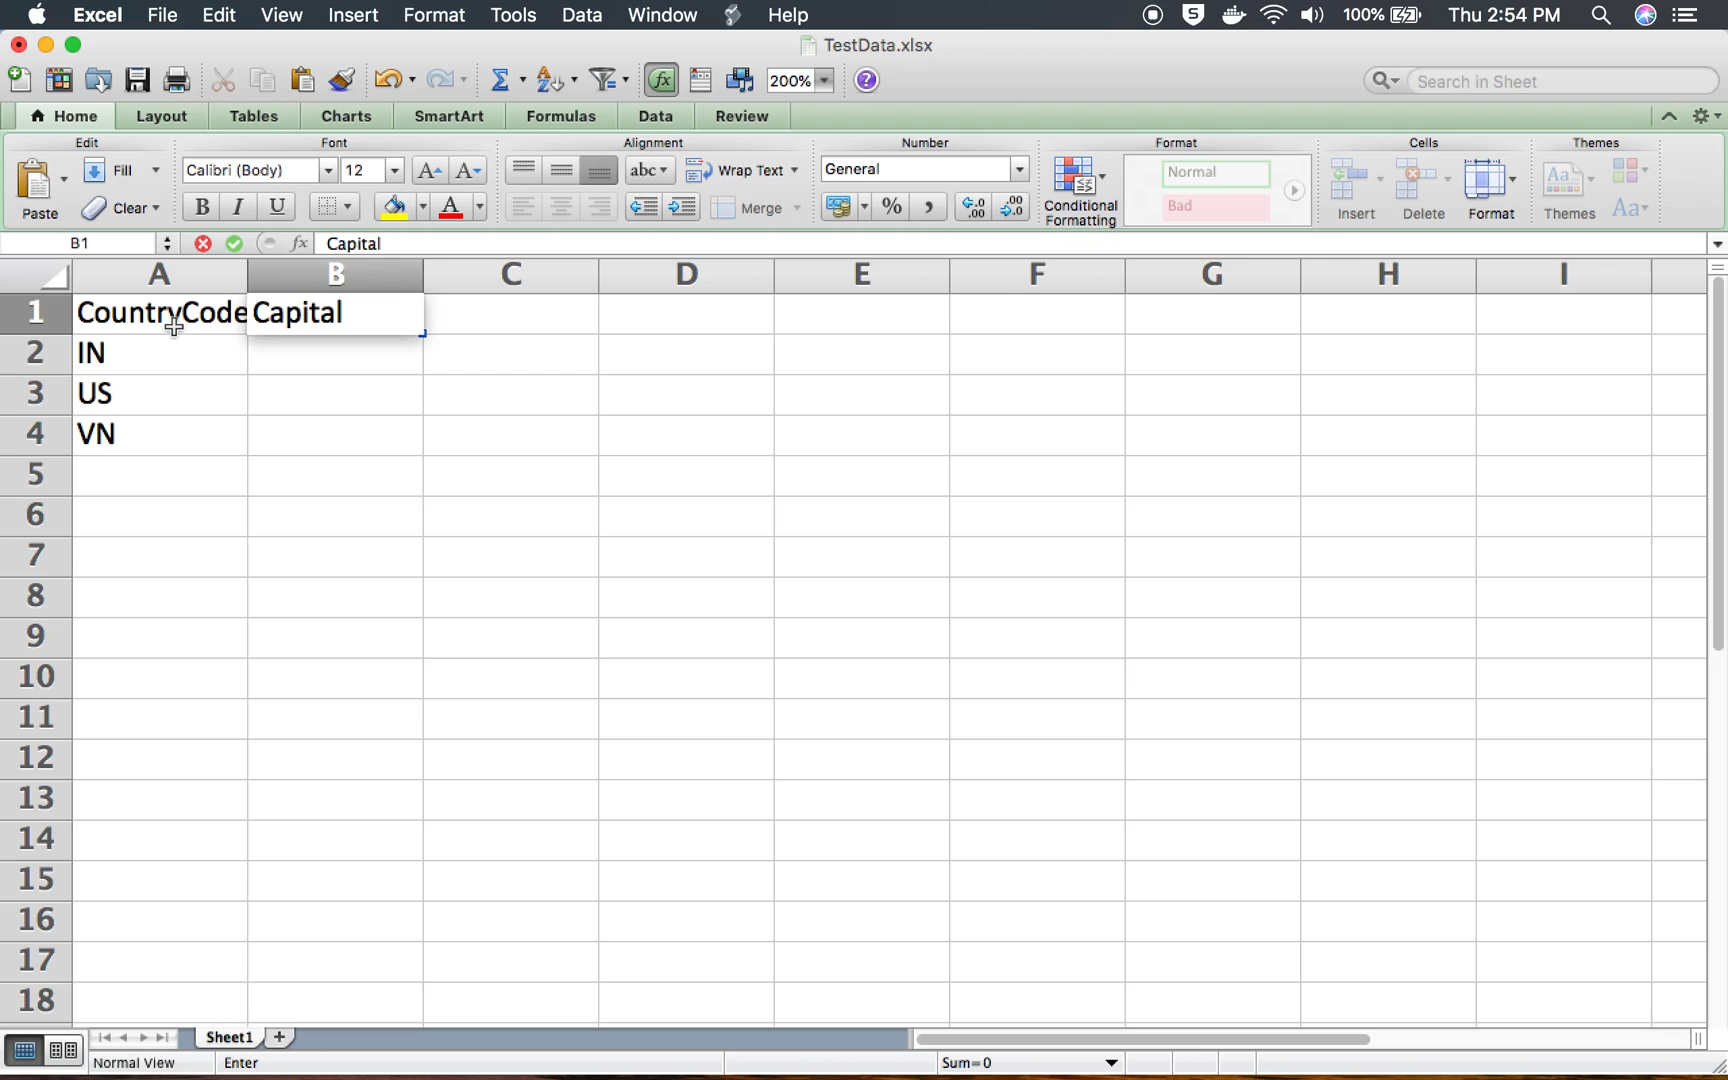 Excel File Edit View Insert Format Tools Data Window Help 100% Thu 2:54 PM
TestData.xlsx
200% Search in Sheet
Home Layout Tables Charts SmartArt Formulas Data Review
Edit Font Alignment Number Format Cells Themes
Paste Fill Clear
Calibri (Body) 12
B I U
abc Wrap Text
Merge
General
%
Conditional Formatting
Normal
Bad
Insert Delete Format
Themes
B1 fx Capital
A B C D E F G H I
1 CountryCode Capital
2 IN
3 US
4 VN
5
6
7
8
9
10
11
12
13
14
15
16
17
18
Sheet1
Normal View Enter Sum=0